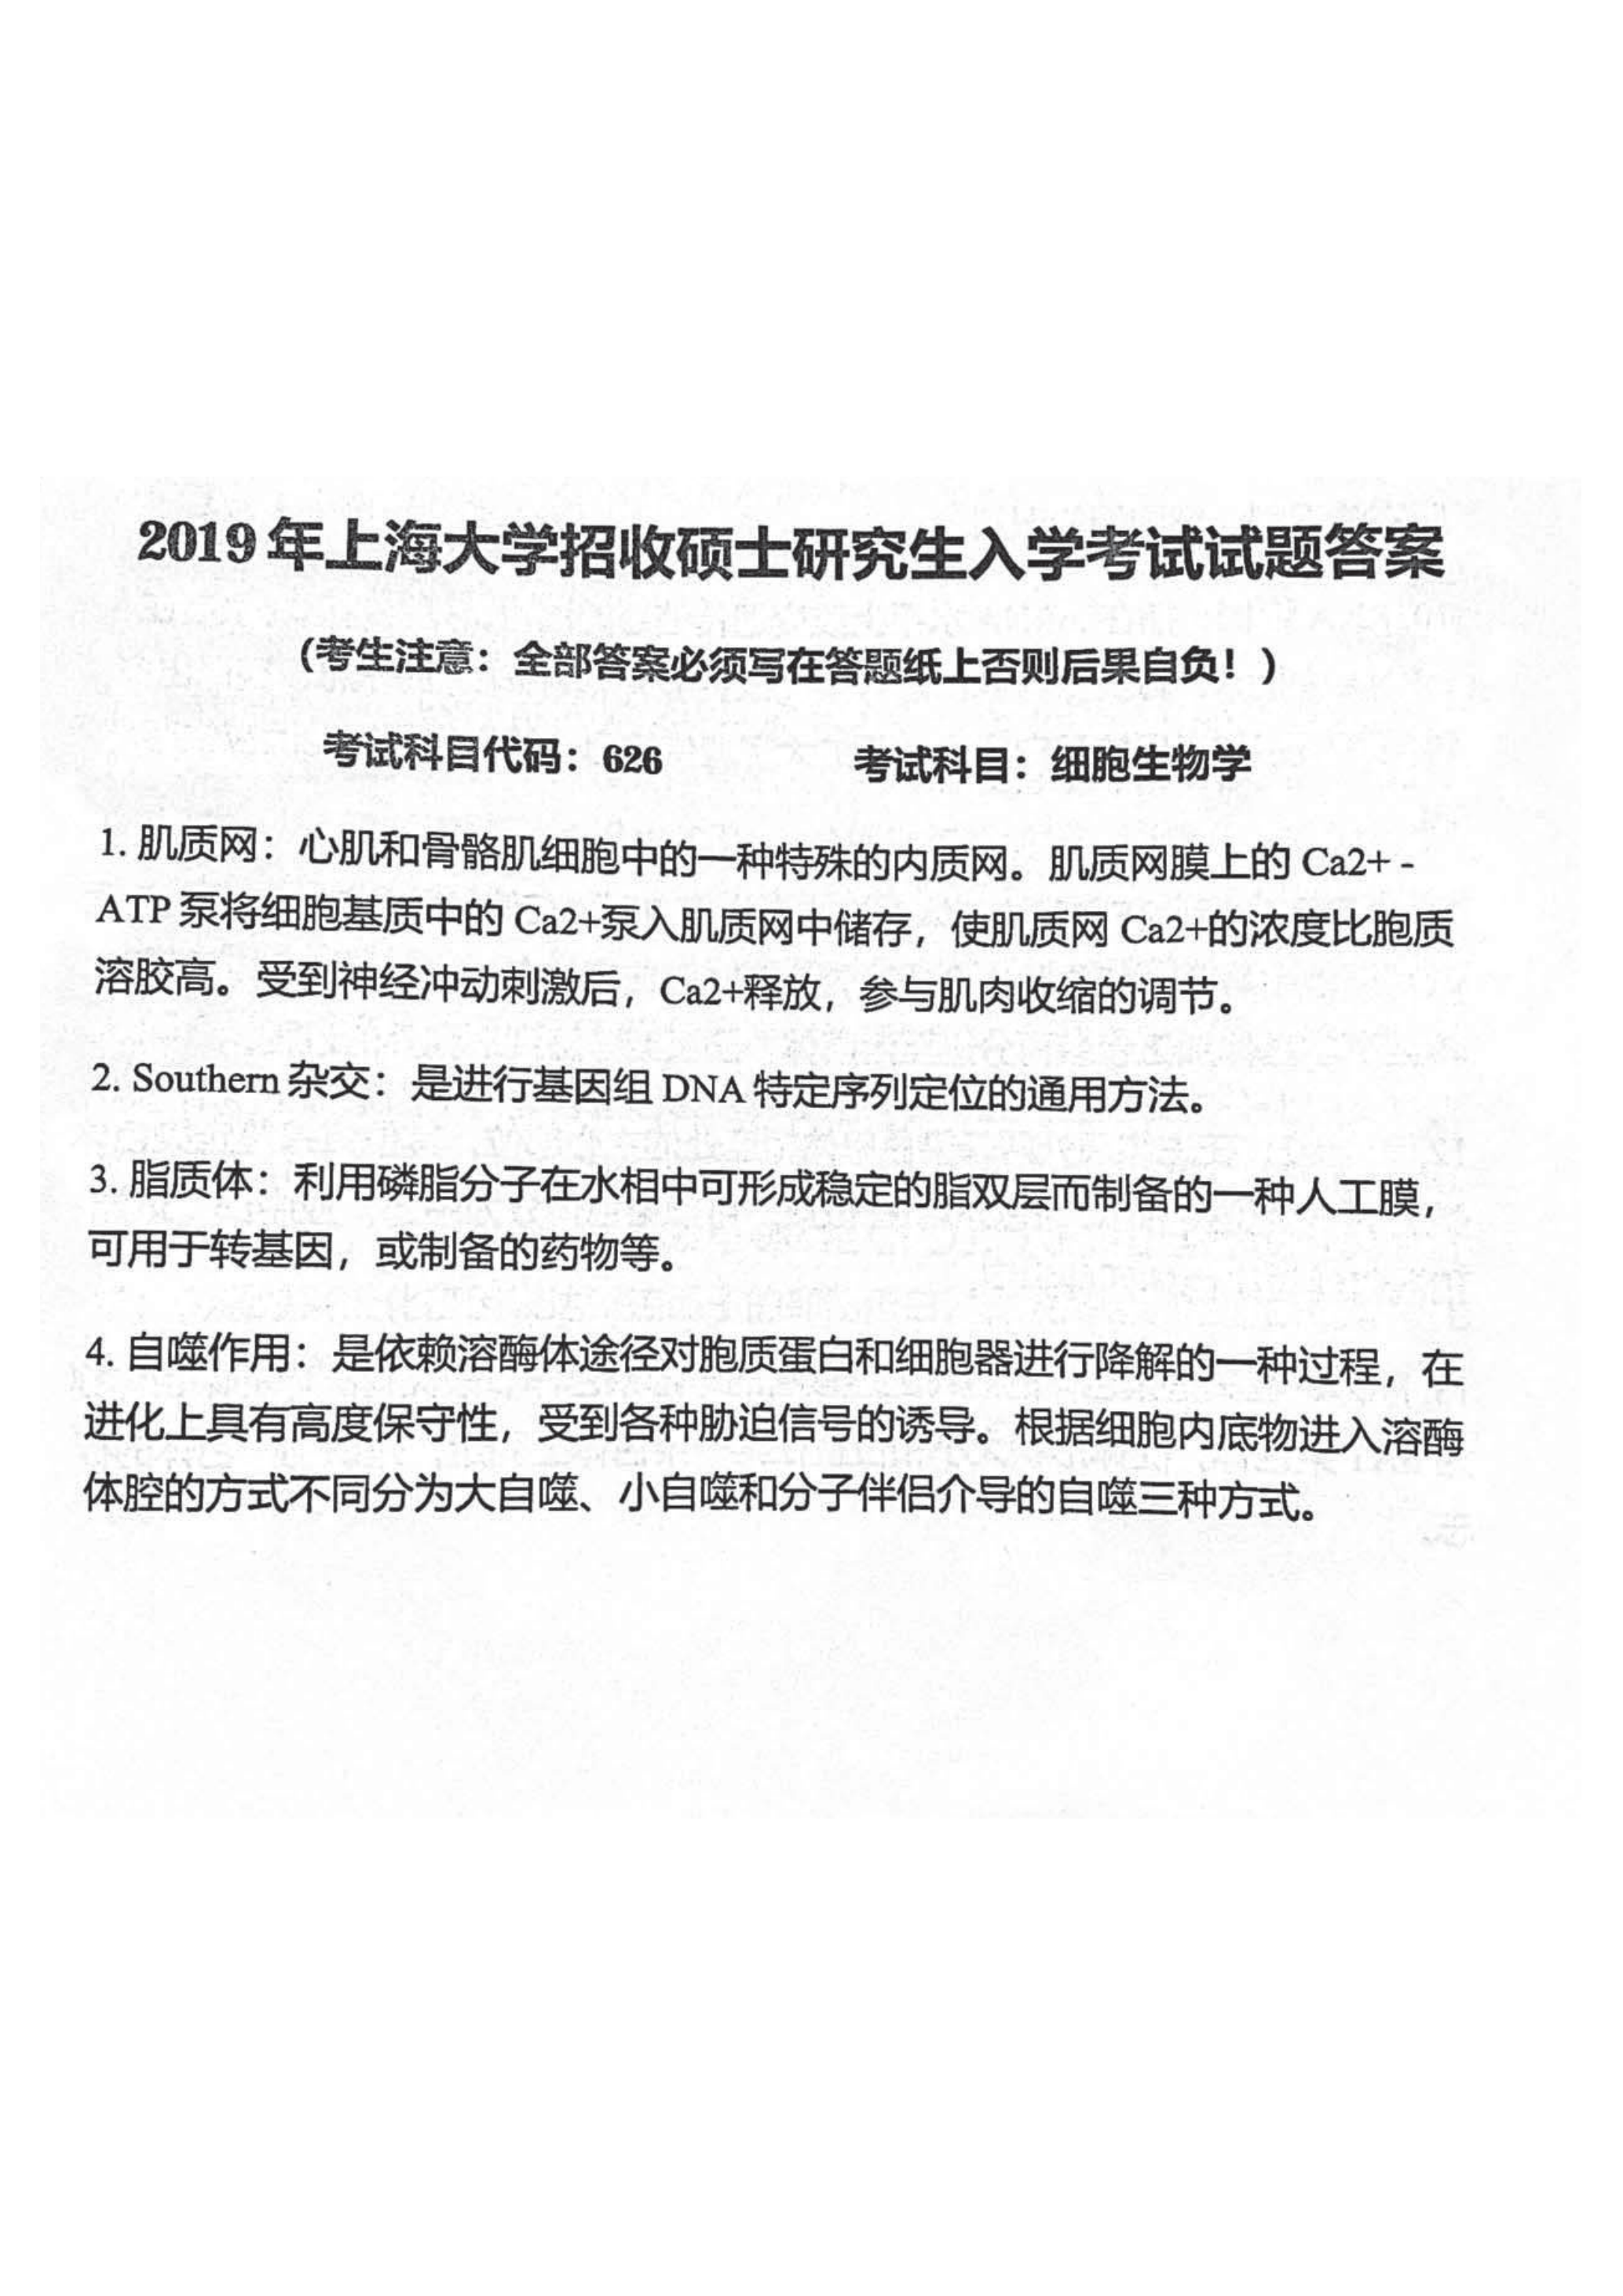 2019年上海大学招收硕士研究生入学考试试题答案
（考生注意：全部答案必须写在答题纸上否则后果自负！）
考试科目代码：626 考试科目：细胞生物学
1. 肌质网：心肌和骨骼肌细胞中的一种特殊的内质网。肌质网膜上的 Ca2+ -
ATP 泵将细胞基质中的 Ca2+泵入肌质网中储存，使肌质网 Ca2+的浓度比胞质
溶胶高。受到神经冲动刺激后，Ca2+释放，参与肌肉收缩的调节。
2. Southern 杂交：是进行基因组 DNA 特定序列定位的通用方法。
3. 脂质体：利用磷脂分子在水相中可形成稳定的脂双层而制备的一种人工膜，
可用于转基因，或制备的药物等。
4. 自噬作用：是依赖溶酶体途径对胞质蛋白和细胞器进行降解的一种过程，在
进化上具有高度保守性，受到各种胁迫信号的诱导。根据细胞内底物进入溶酶
体腔的方式不同分为大自噬、小自噬和分子伴侣介导的自噬三种方式。